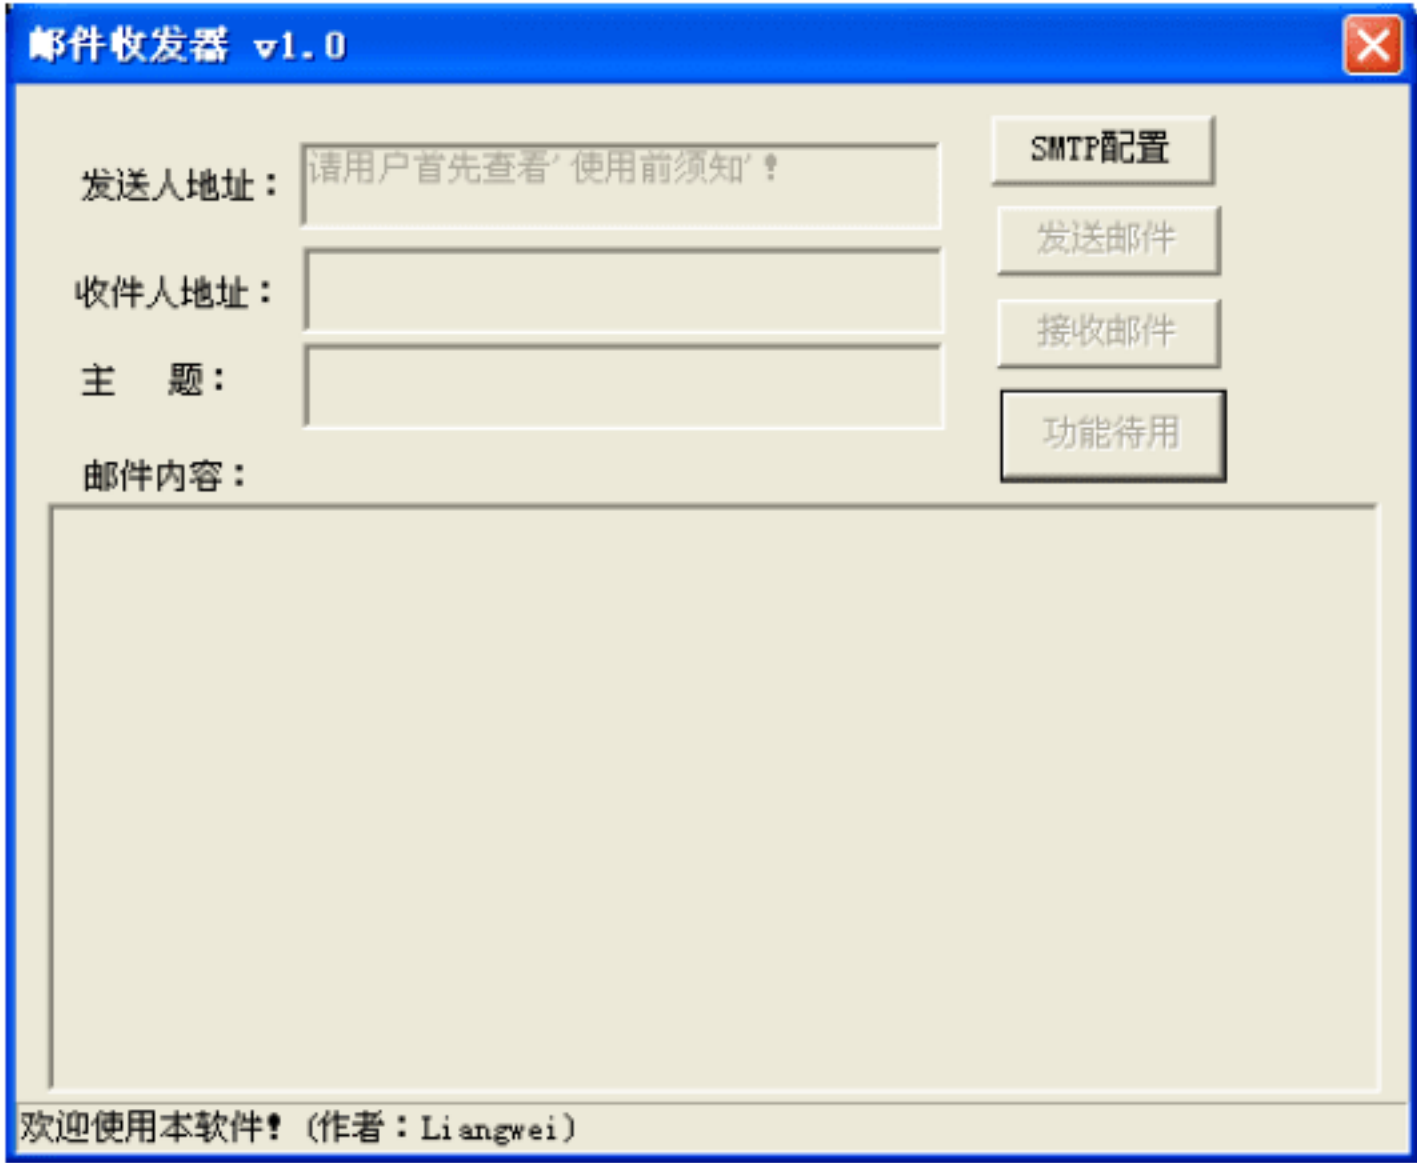 邮件收发器 v1.0
发送人地址：
请用户首先查看'使用前须知'！
SMTP配置
发送邮件
收件人地址：
接收邮件
主 题：
功能待用
邮件内容：
欢迎使用本软件！(作者：Liangwei)